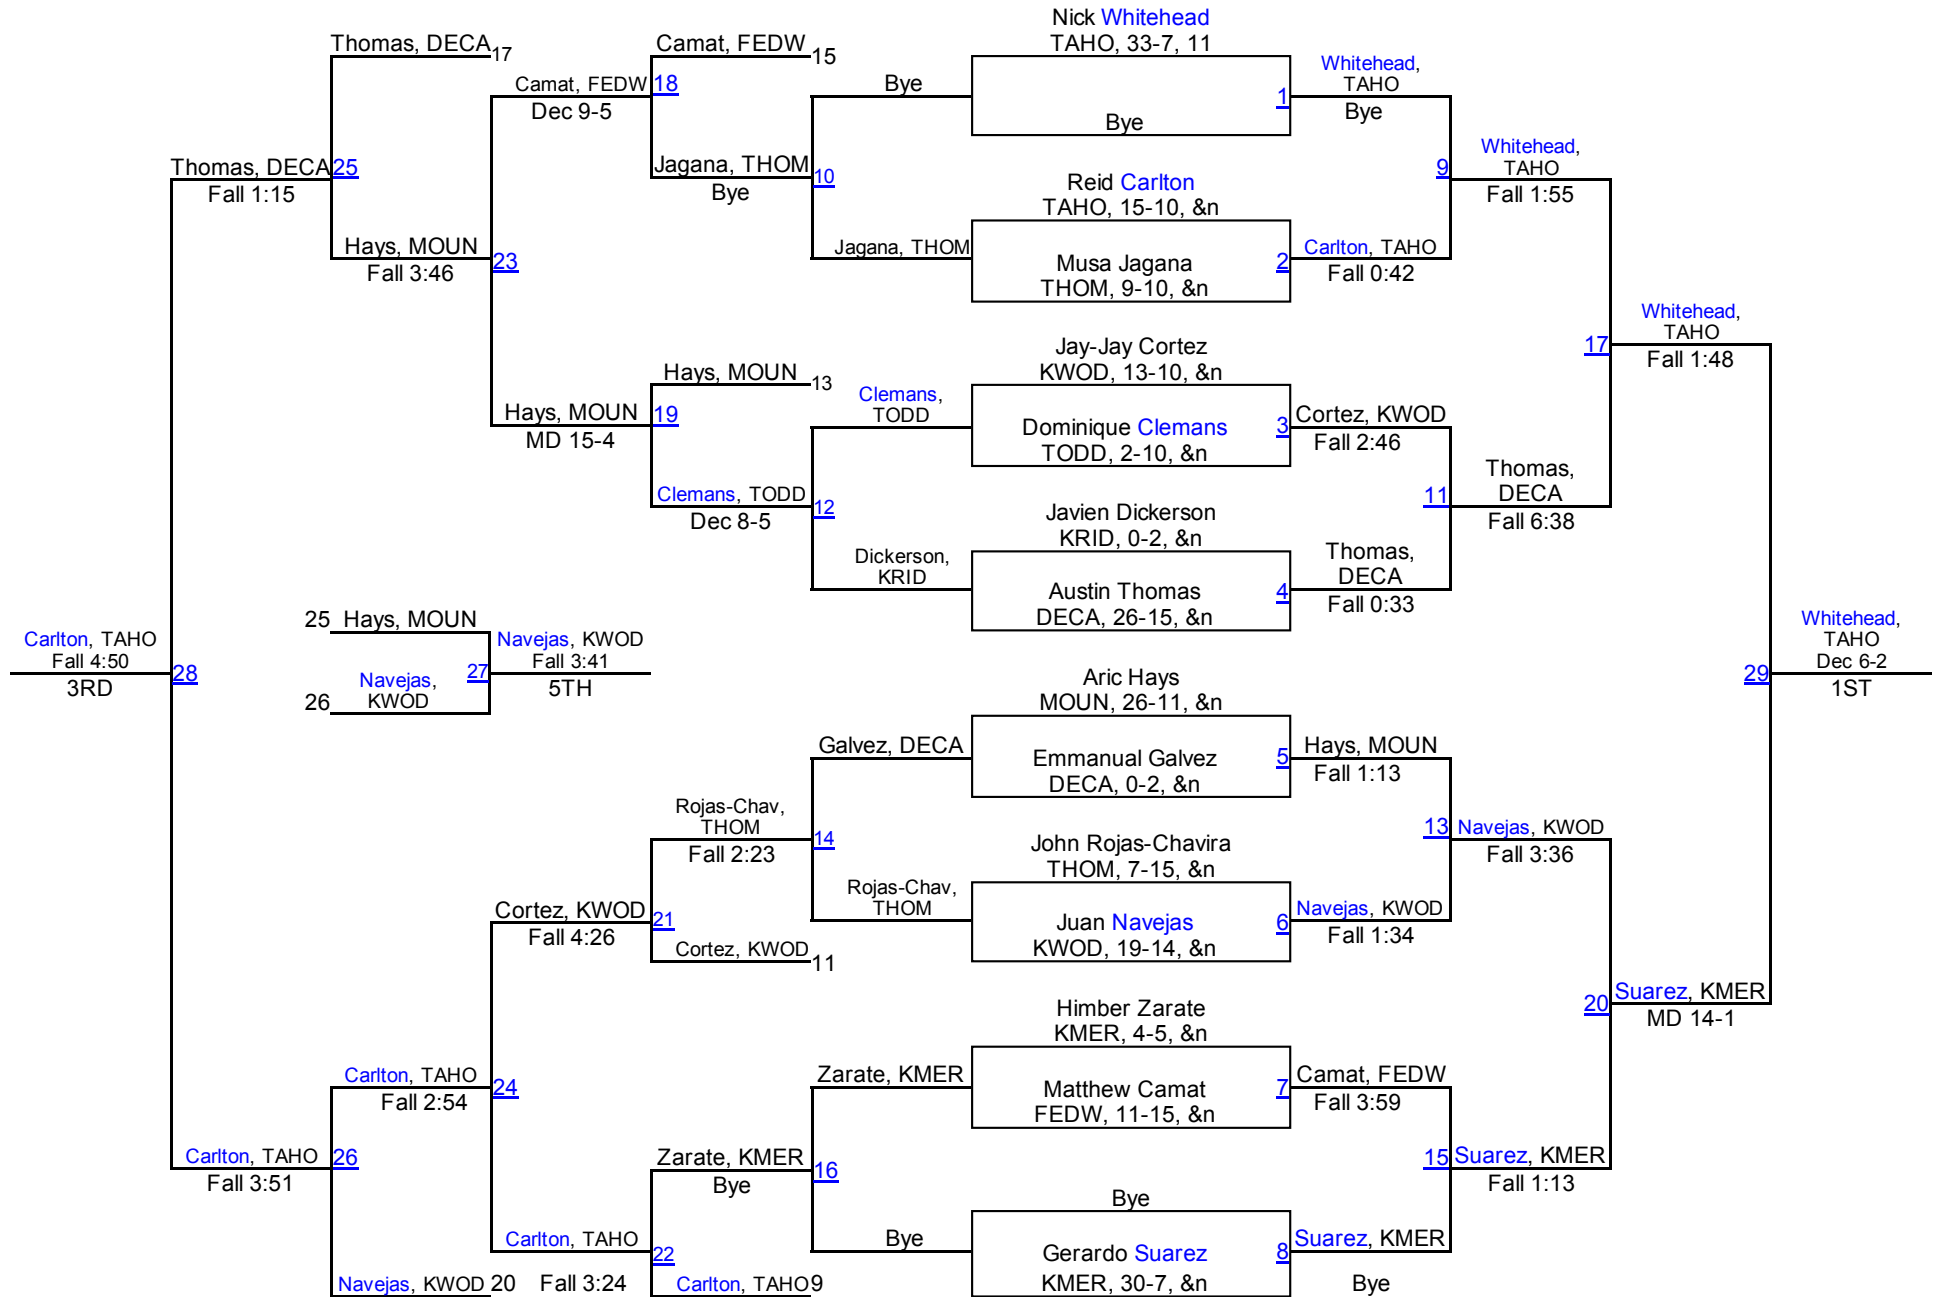 Nick Whitehead
TAHO, 33-7, 11
Thomas, DECA
17
Camat, FEDW
15
Whitehead,
TAHO
Bye
Camat, FEDW
18
Dec 9-5
Bye
1
Bye
Whitehead,
TAHO
Fall 1:55
9
Thomas, DECA
25
Fall 1:15
Jagana, THOM
10
Bye
Reid Carlton
TAHO, 15-10, &n
Hays, MOUN
Fall 3:46
23
Jagana, THOM
Musa Jagana
THOM, 9-10, &n
2
Carlton, TAHO
Fall 0:42
Whitehead,
TAHO
Fall 1:48
17
Jay-Jay Cortez
KWOD, 13-10, &n
Hays, MOUN
13
Clemans,
TODD
Hays, MOUN
19
MD 15-4
Dominique Clemans
TODD, 2-10, &n
3
Cortez, KWOD
Fall 2:46
Clemans, TODD
12
Dec 8-5
Thomas,
DECA
Fall 6:38
11
Javien Dickerson
KRID, 0-2, &n
Dickerson,
KRID
Austin Thomas
DECA, 26-15, &n
4
Thomas,
DECA
Fall 0:33
25
Hays, MOUN
Carlton, TAHO
Fall 4:50
3RD
28
26
Navejas,
KWOD
27
Navejas, KWOD
Fall 3:41
5TH
Whitehead,
TAHO
Dec 6-2
1ST
29
Aric Hays
MOUN, 26-11, &n
Galvez, DECA
Emmanual Galvez
DECA, 0-2, &n
5
Hays, MOUN
Fall 1:13
Rojas-Chav,
THOM
Fall 2:23
14
John Rojas-Chavira
THOM, 7-15, &n
13
Navejas, KWOD
Fall 3:36
Cortez, KWOD
21
Fall 4:26
Rojas-Chav,
THOM
Juan Navejas
KWOD, 19-14, &n
6
Navejas, KWOD
Fall 1:34
Cortez, KWOD
11
20
Suarez, KMER
MD 14-1
Himber Zarate
KMER, 4-5, &n
Carlton, TAHO
24
Fall 2:54
Zarate, KMER
Matthew Camat
FEDW, 11-15, &n
7
Camat, FEDW
Fall 3:59
Carlton, TAHO
26
Fall 3:51
Zarate, KMER
16
Bye
15
Suarez, KMER
Fall 1:13
Bye
Carlton, TAHO
22
Fall 3:24
Bye
Gerardo Suarez
KMER, 30-7, &n
8
Suarez, KMER
Bye
Navejas, KWOD
20
Carlton, TAHO
9